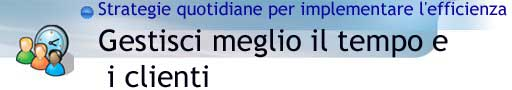 Strategie quotidiane per implementare l'efficienza
Gestisci meglio il tempo e
i clienti